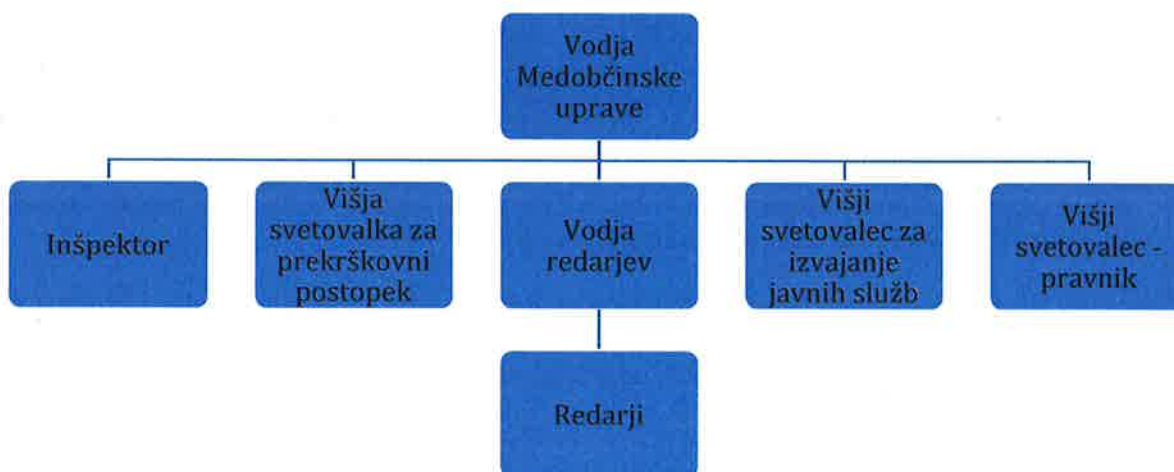 Vodja
Medobčinske
uprave
Inšpektor
Višja
svetovalka za
prekrškovni
postopek
Vodja
redarjev
Višji
svetovalec za
izvajanje
javnih služb
Višji
svetovalec -
pravnik
Redarji